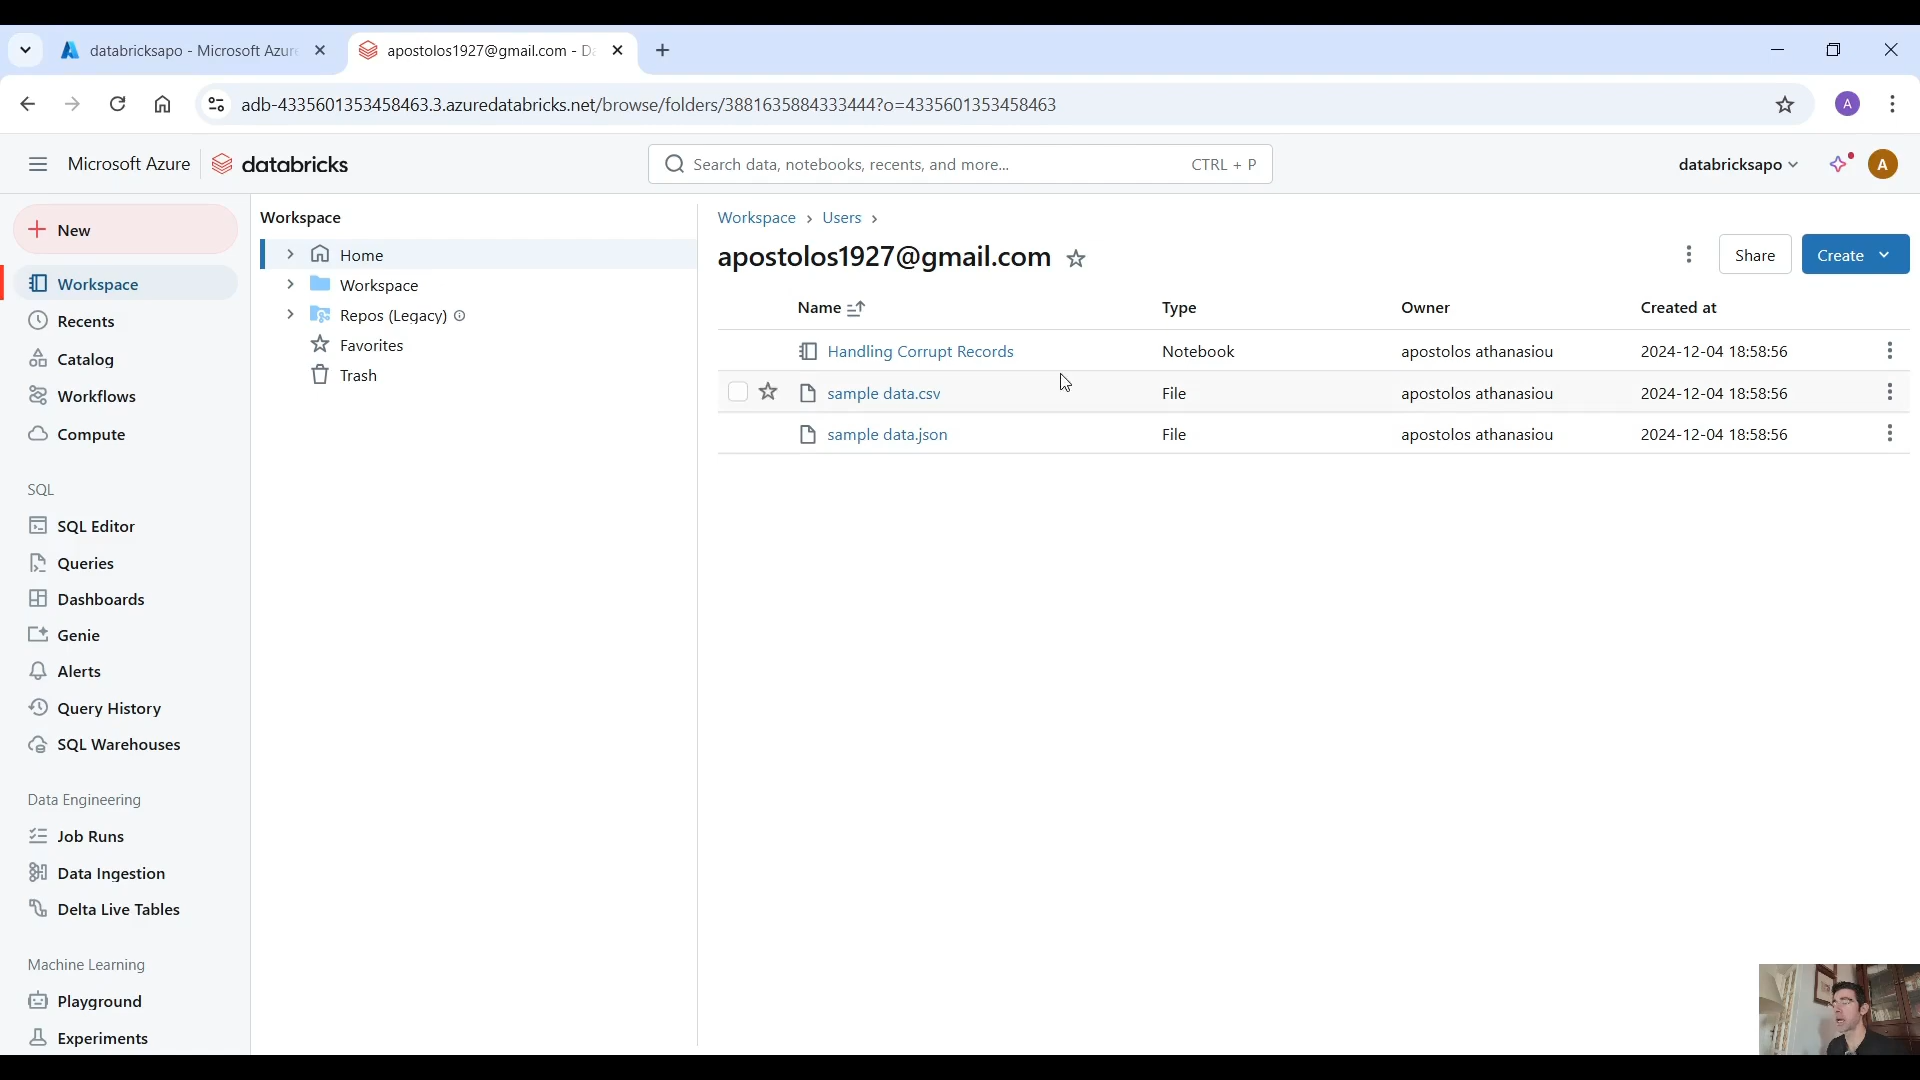 databricksapo - Microsoft Azure
apostolos1927@gmail.com - Da
adb-4335601353458463.3.azuredatabricks.net/browse/folders/3881635884333444?o=4335601353458463
A
Microsoft Azure databricks
Search data, notebooks, recents, and more... CTRL + P
databricksapo
A
New
Workspace
Recents
Catalog
Workflows
Compute
SQL
SQL Editor
Queries
Dashboards
Genie
Alerts
Query History
SQL Warehouses
Data Engineering
Job Runs
Data Ingestion
Delta Live Tables
Machine Learning
Playground
Experiments
Workspace
Home
Workspace
Repos (Legacy)
Favorites
Trash
Workspace › Users ›
apostolos1927@gmail.com
Share
Create
Name Type Owner Created at
Handling Corrupt Records Notebook apostolos athanasiou 2024-12-04 18:58:56
sample data.csv File apostolos athanasiou 2024-12-04 18:58:56
sample data.json File apostolos athanasiou 2024-12-04 18:58:56